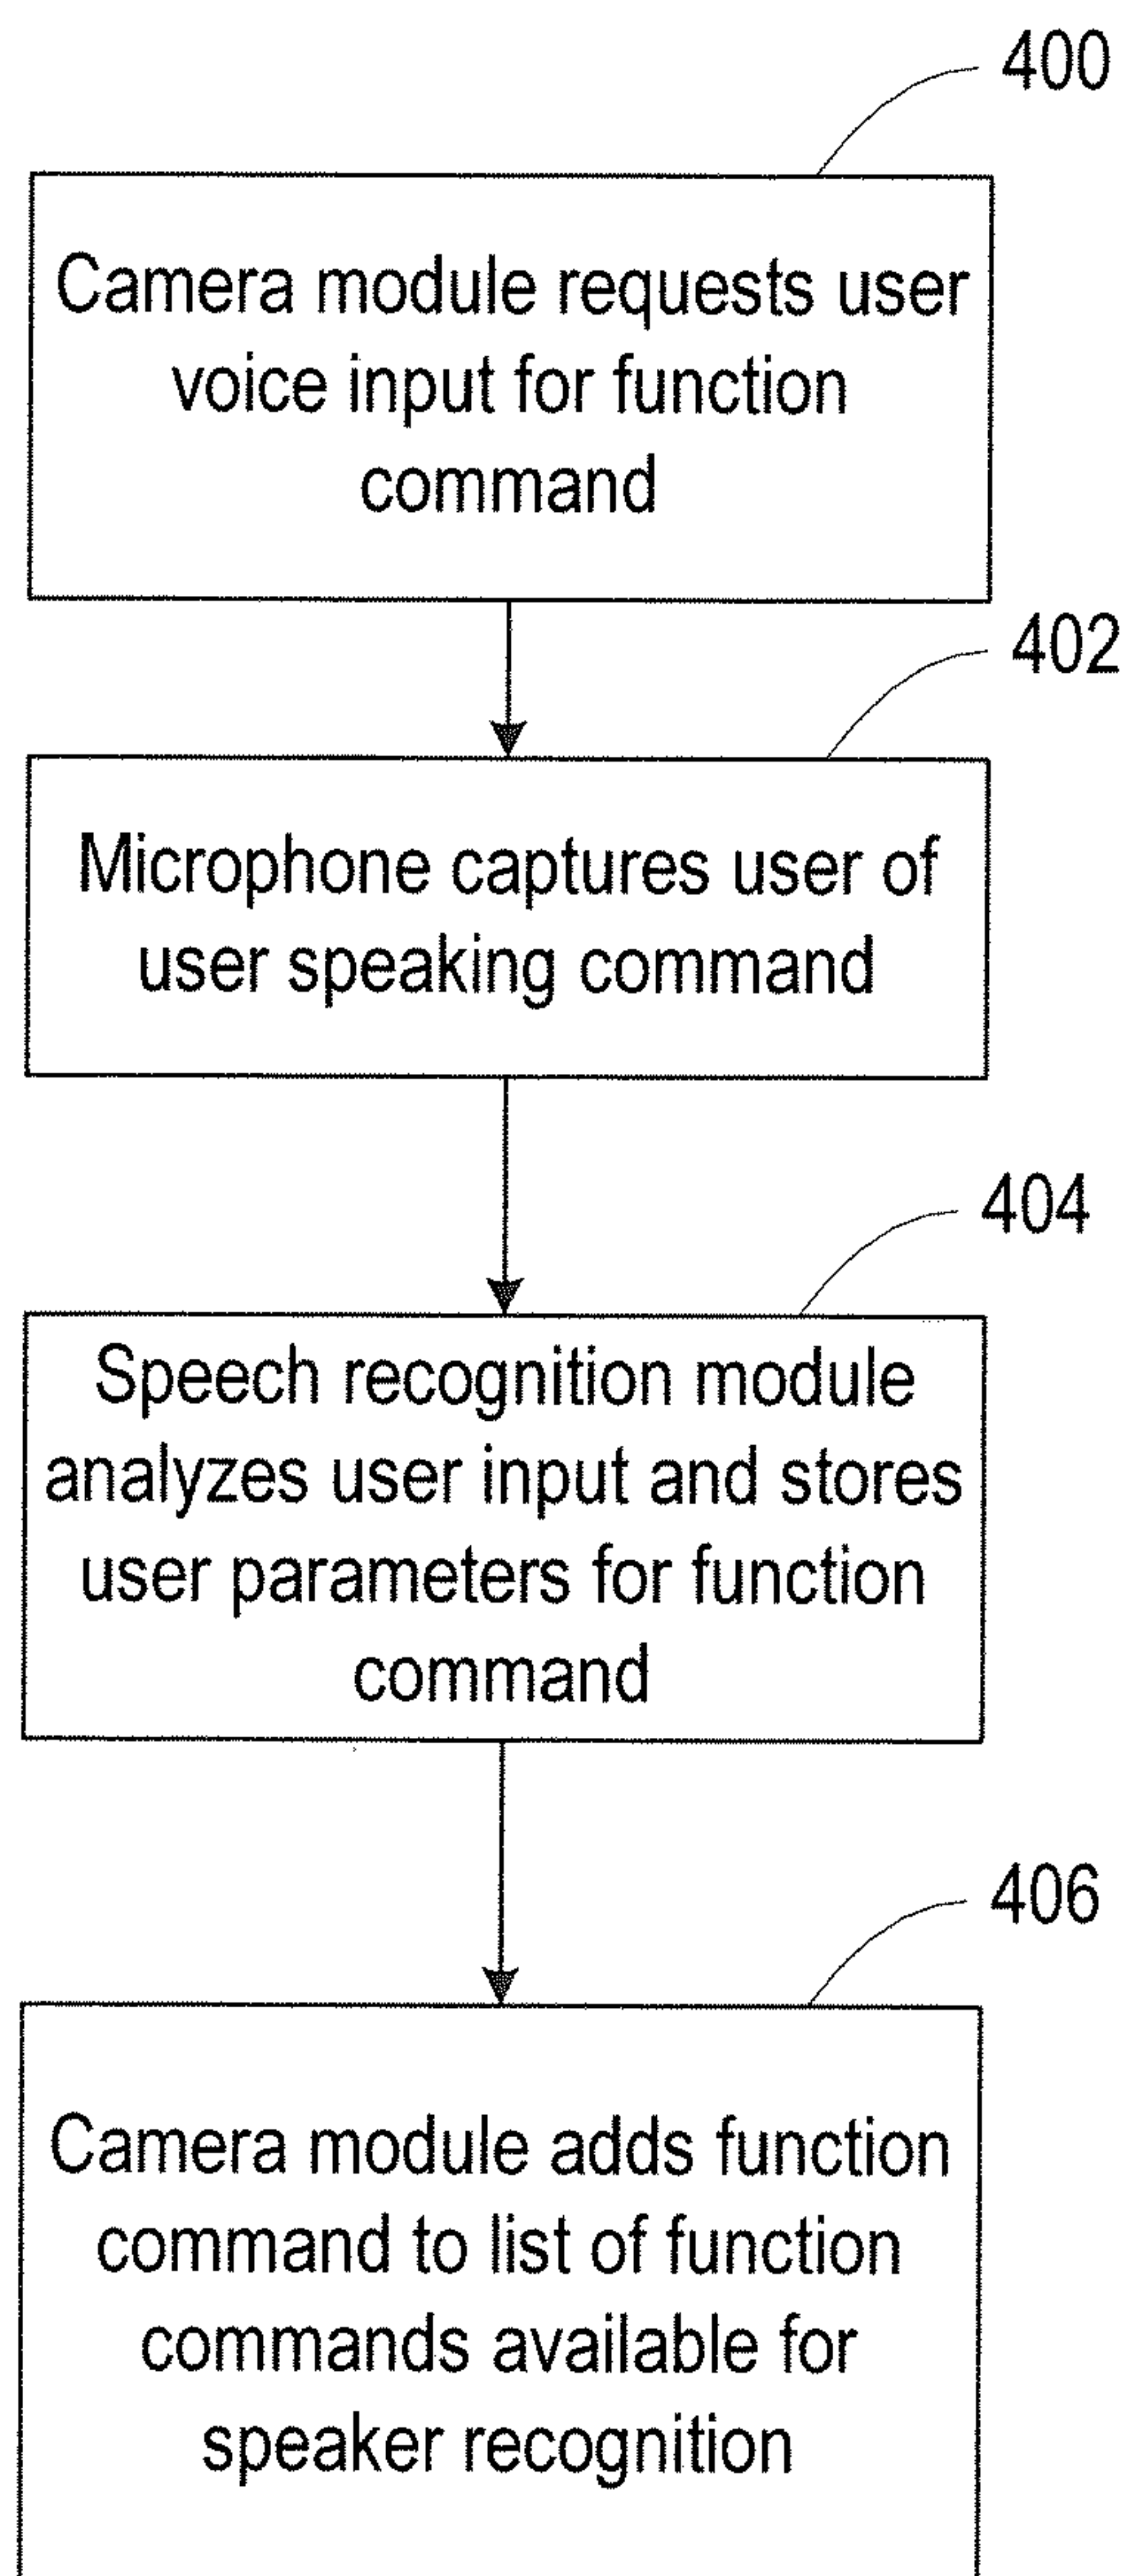 400
Camera module requests user
voice input for function
command
402
Microphone captures user of
user speaking command
404
Speech recognition module
analyzes user input and stores
user parameters for function
command
406
Camera module adds function
command to list of function
commands available for
speaker recognition